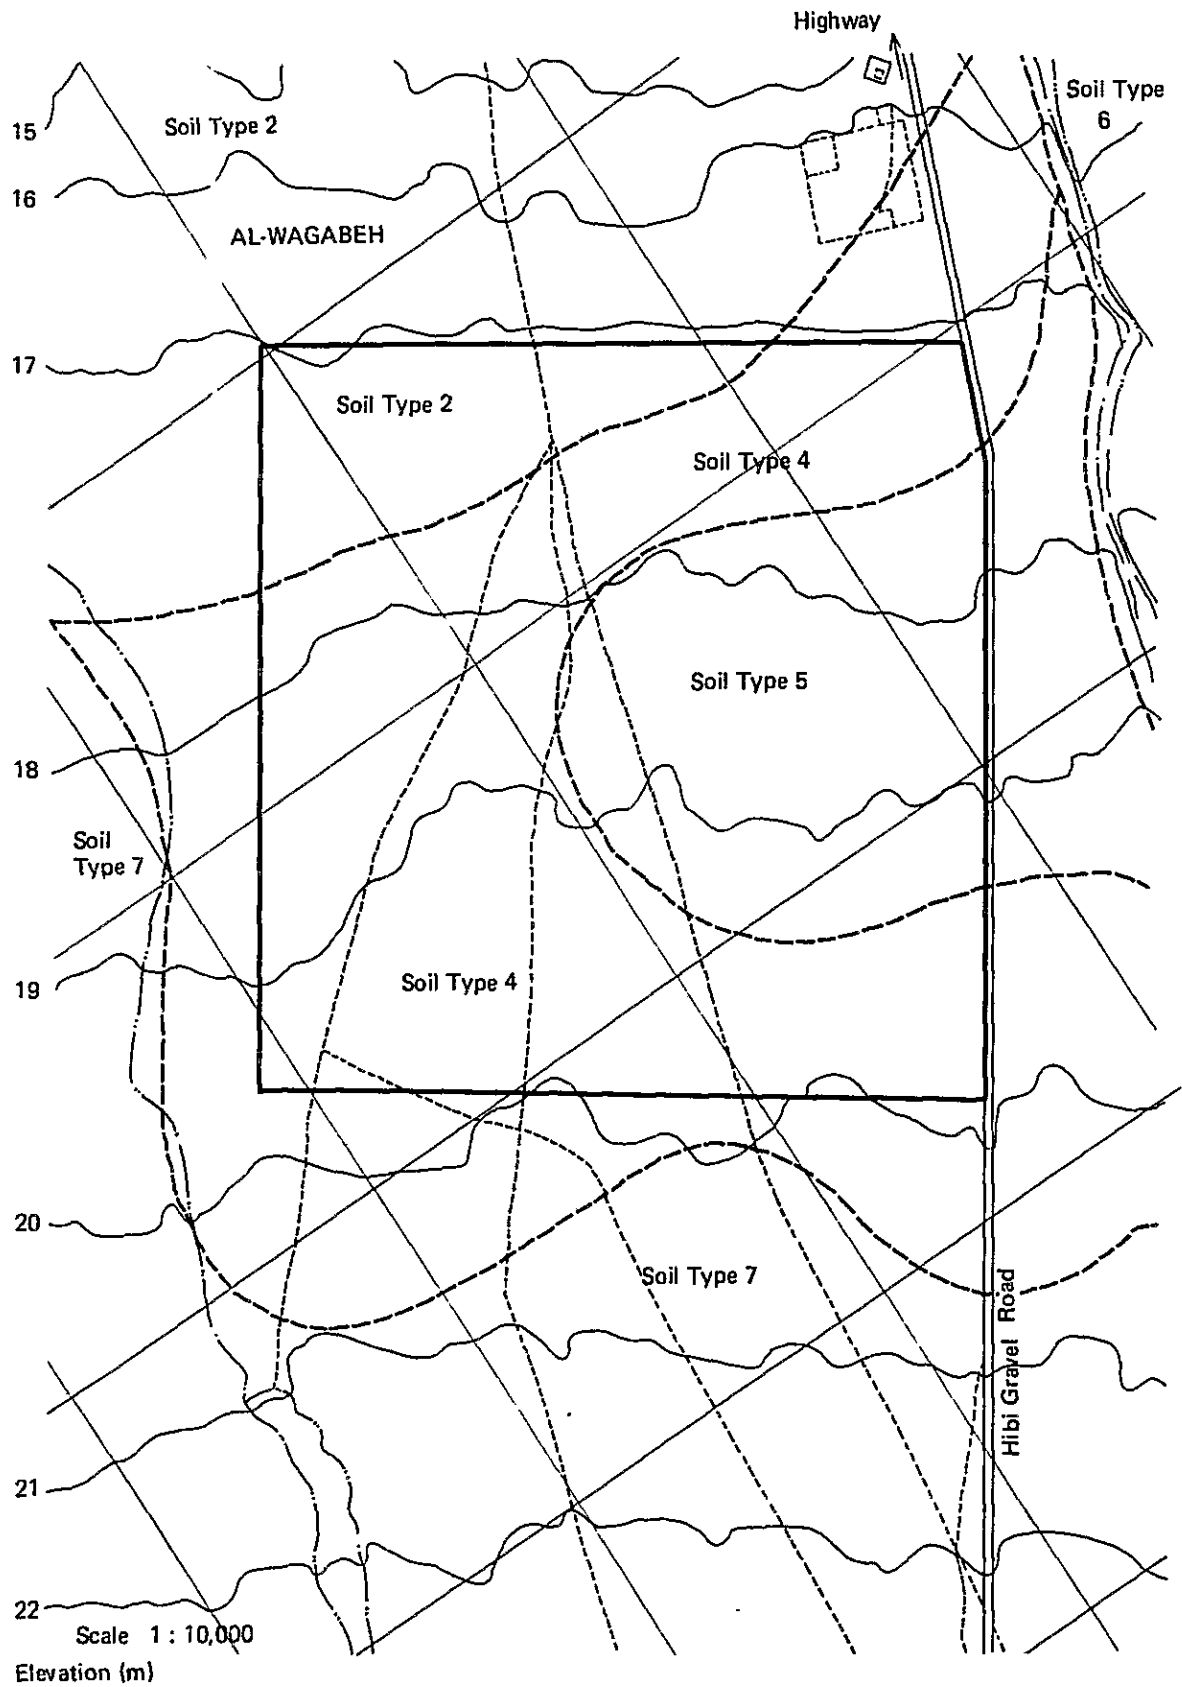 Highway
Soil Type
6
15
Soil Type 2
16
AL-WAGABEH
17
Soil Type 2
Soil Type 4
Soil Type 5
18
Soil
Type 7
19
Soil Type 4
20
Soil Type 7
Hibi Gravel Road
21
22
Scale 1 : 10,000
Elevation (m)